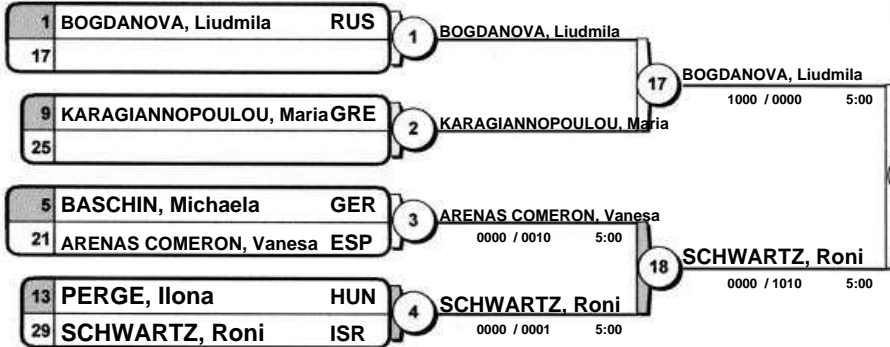 1 BOGDANOVA, Liudmila RUS
17
1
BOGDANOVA, Liudmila
9 KARAGIANNOPOULOU, Maria GRE
25
2
KARAGIANNOPOULOU, Maria
17
BOGDANOVA, Liudmila
1000 / 0000 5:00
5 BASCHIN, Michaela GER
21 ARENAS COMERON, Vanesa ESP
3
ARENAS COMERON, Vanesa
0000 / 0010 5:00
13 PERGE, Ilona HUN
29 SCHWARTZ, Roni ISR
4
SCHWARTZ, Roni
0000 / 0001 5:00
18
SCHWARTZ, Roni
0000 / 1010 5:00